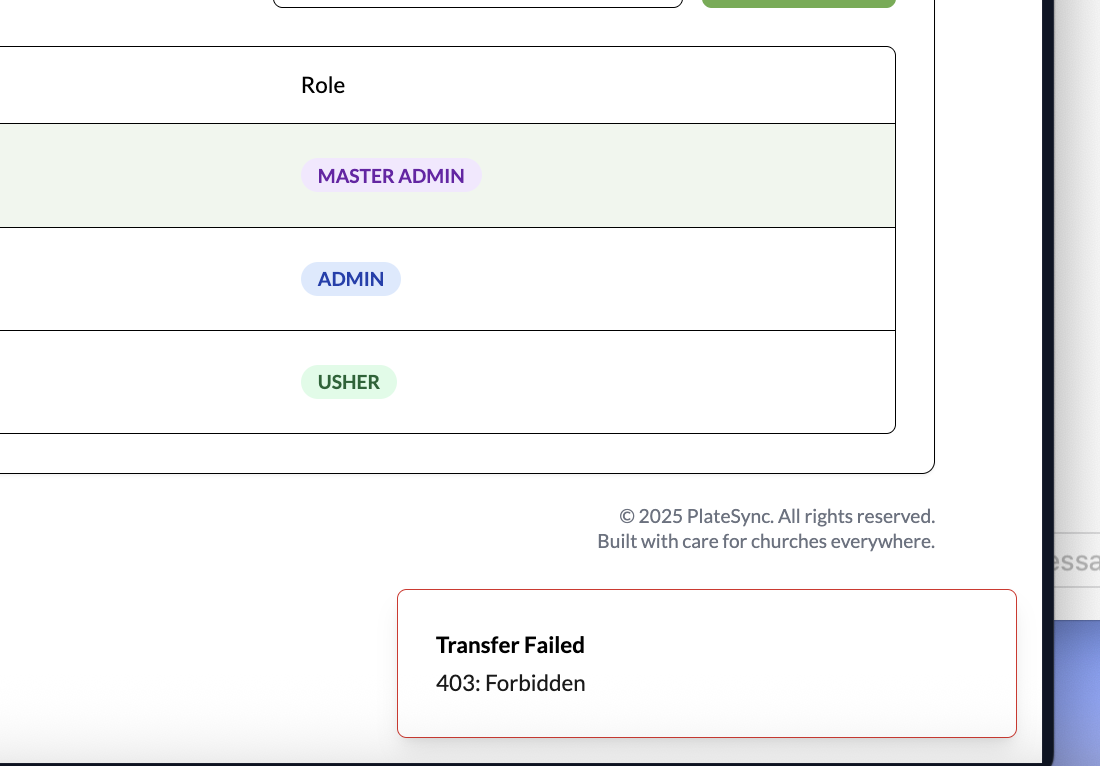 Role
MASTER ADMIN
ADMIN
USHER
© 2025 PlateSync. All rights reserved.
Built with care for churches everywhere.
Transfer Failed
403: Forbidden